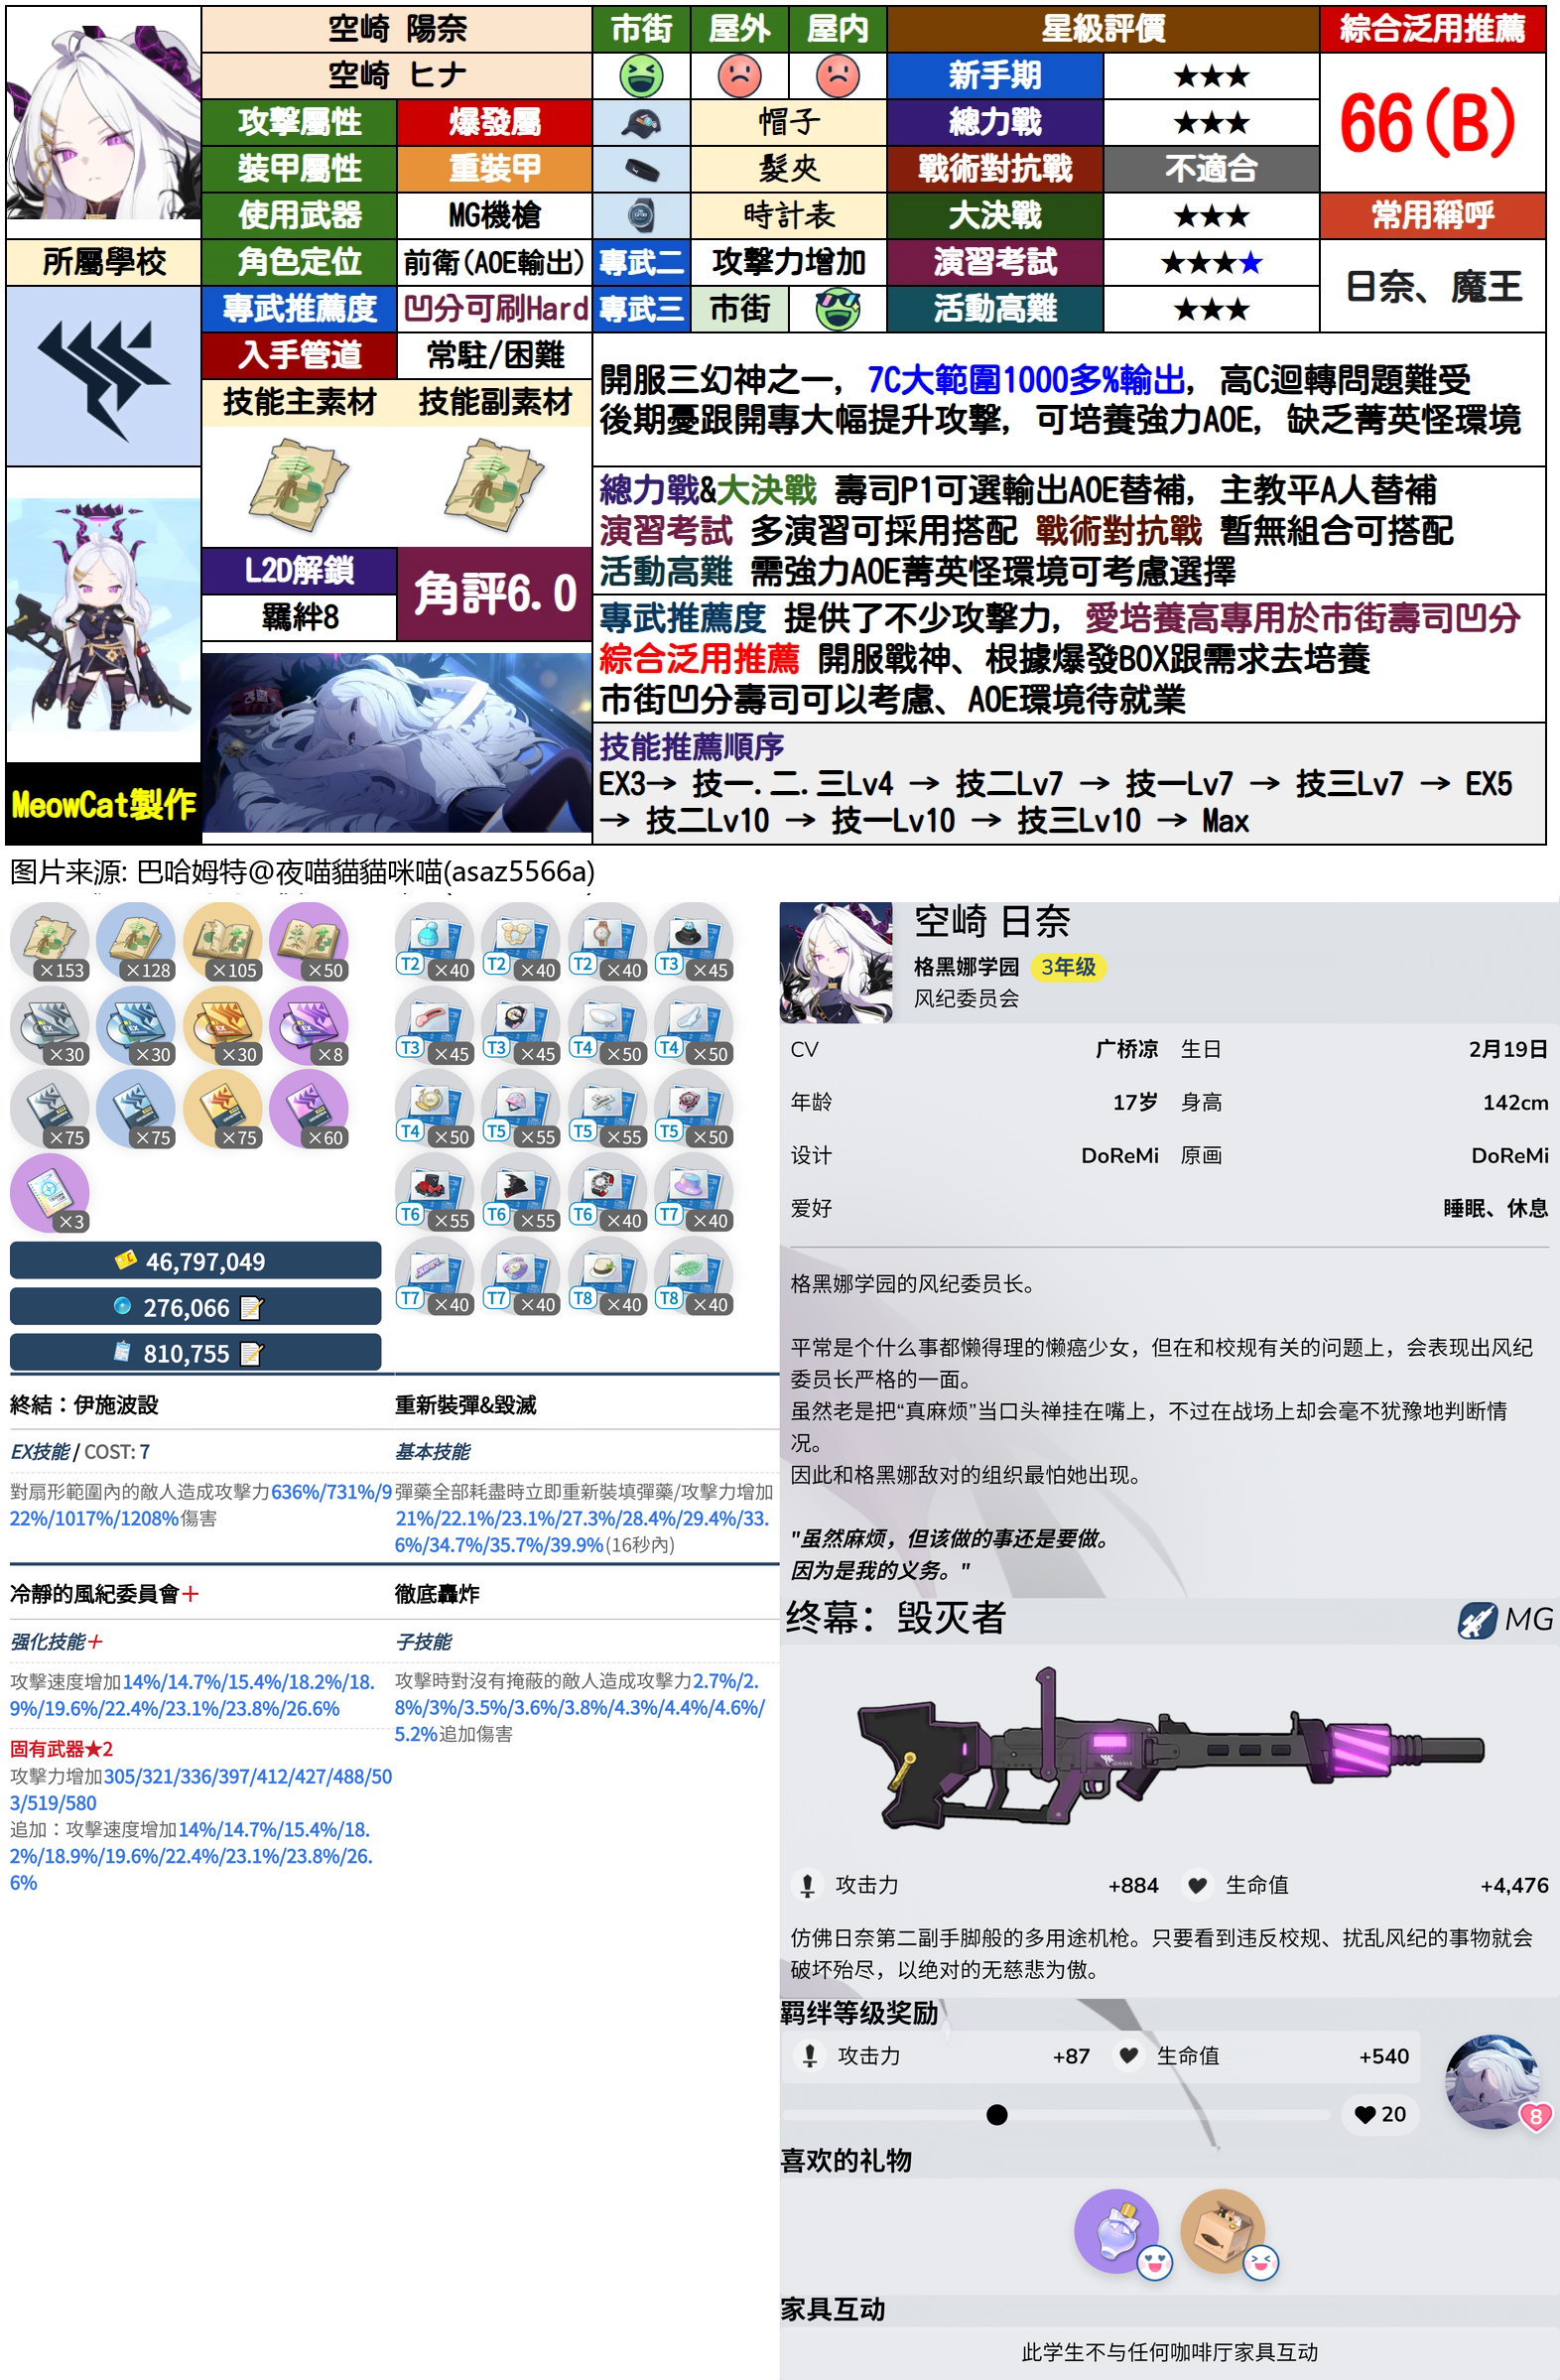 空崎 陽奈
市街
屋外
屋内
星級評價
綜合泛用推薦
空崎 ヒナ
新手期
★★★
66(B)
攻擊屬性
爆發屬
帽子
總力戰
★★★
裝甲屬性
重裝甲
髮夾
戰術對抗戰
不適合
使用武器
MG機槍
時計表
大決戰
★★★
常用稱呼
所屬學校
角色定位
前衛(AOE輸出)
專武二
攻擊力增加
演習考試
★★★★
日奈、魔王
專武推薦度
凹分可刷Hard
專武三
市街
活動高難
★★★
入手管道
常駐/困難
技能主素材
技能副素材
開服三幻神之一, 7C大範圍1000多%輸出, 高C迴轉問題難受
後期憂跟開專大幅提升攻擊, 可培養強力AOE, 缺乏菁英怪環境
總力戰&大決戰 壽司P1可選輸出AOE替補, 主教平A人替補
演習考試 多演習可採用搭配 戰術對抗戰 暫無組合可搭配
活動高難 需強力AOE菁英怪環境可考慮選擇
L2D解鎖
羈絆8
角評6.0
專武推薦度 提供了不少攻擊力, 愛培養高專用於市街壽司凹分
綜合泛用推薦 開服戰神、根據爆發BOX跟需求去培養
市街凹分壽司可以考慮、AOE環境待就業
技能推薦順序
EX3→ 技一.二.三Lv4 → 技二Lv7 → 技一Lv7 → 技三Lv7 → EX5
→ 技二Lv10 → 技一Lv10 → 技三Lv10 → Max
MeowCat製作
图片来源: 巴哈姆特@夜喵貓貓咪喵(asaz5566a)
×153 ×128 ×105 ×50
×30 ×30 ×30 ×8
×75 ×75 ×75 ×60
×3
46,797,049
276,066
810,755
T2 ×40 T2 ×40 T2 ×40 T3 ×45
T3 ×45 T3 ×45 T4 ×50 T4 ×50
T4 ×50 T5 ×55 T5 ×55 T5 ×50
T6 ×55 T6 ×55 T6 ×40 T7 ×40
T7 ×40 T7 ×40 T8 ×40 T8 ×40
終結：伊施波設
EX技能 / COST: 7
對扇形範圍內的敵人造成攻擊力636%/731%/9
22%/1017%/1208%傷害
重新裝彈&毀滅
基本技能
彈藥全部耗盡時立即重新裝填彈藥/攻擊力增加
21%/22.1%/23.1%/27.3%/28.4%/29.4%/33.
6%/34.7%/35.7%/39.9%(16秒內)
冷靜的風紀委員會+
强化技能+
攻擊速度增加14%/14.7%/15.4%/18.2%/18.
9%/19.6%/22.4%/23.1%/23.8%/26.6%
固有武器★2
攻擊力增加305/321/336/397/412/427/488/50
3/519/580
追加：攻擊速度增加14%/14.7%/15.4%/18.
2%/18.9%/19.6%/22.4%/23.1%/23.8%/26.
6%
徹底轟炸
子技能
攻擊時對沒有掩蔽的敵人造成攻擊力2.7%/2.
8%/3%/3.5%/3.6%/3.8%/4.3%/4.4%/4.6%/
5.2%追加傷害
空崎 日奈
格黑娜学园 3年级
风纪委员会
CV 广桥凉 生日 2月19日
年龄 17岁 身高 142cm
设计 DoReMi 原画 DoReMi
爱好 睡眠、休息
格黑娜学园的风纪委员长。
平常是个什么事都懒得理的懒癌少女，但在和校规有关的问题上，会表现出风纪
委员长严格的一面。
虽然老是把“真麻烦”当口头禅挂在嘴上，不过在战场上却会毫不犹豫地判断情
况。
因此和格黑娜敌对的组织最怕她出现。
"虽然麻烦，但该做的事还是要做。
因为是我的义务。"
终幕：毁灭者
MG
攻击力 +884 生命值 +4,476
仿佛日奈第二副手脚般的多用途机枪。只要看到违反校规、扰乱风纪的事物就会
破坏殆尽，以绝对的无慈悲为傲。
羁绊等级奖励
攻击力 +87 生命值 +540
20
8
喜欢的礼物
家具互动
此学生不与任何咖啡厅家具互动